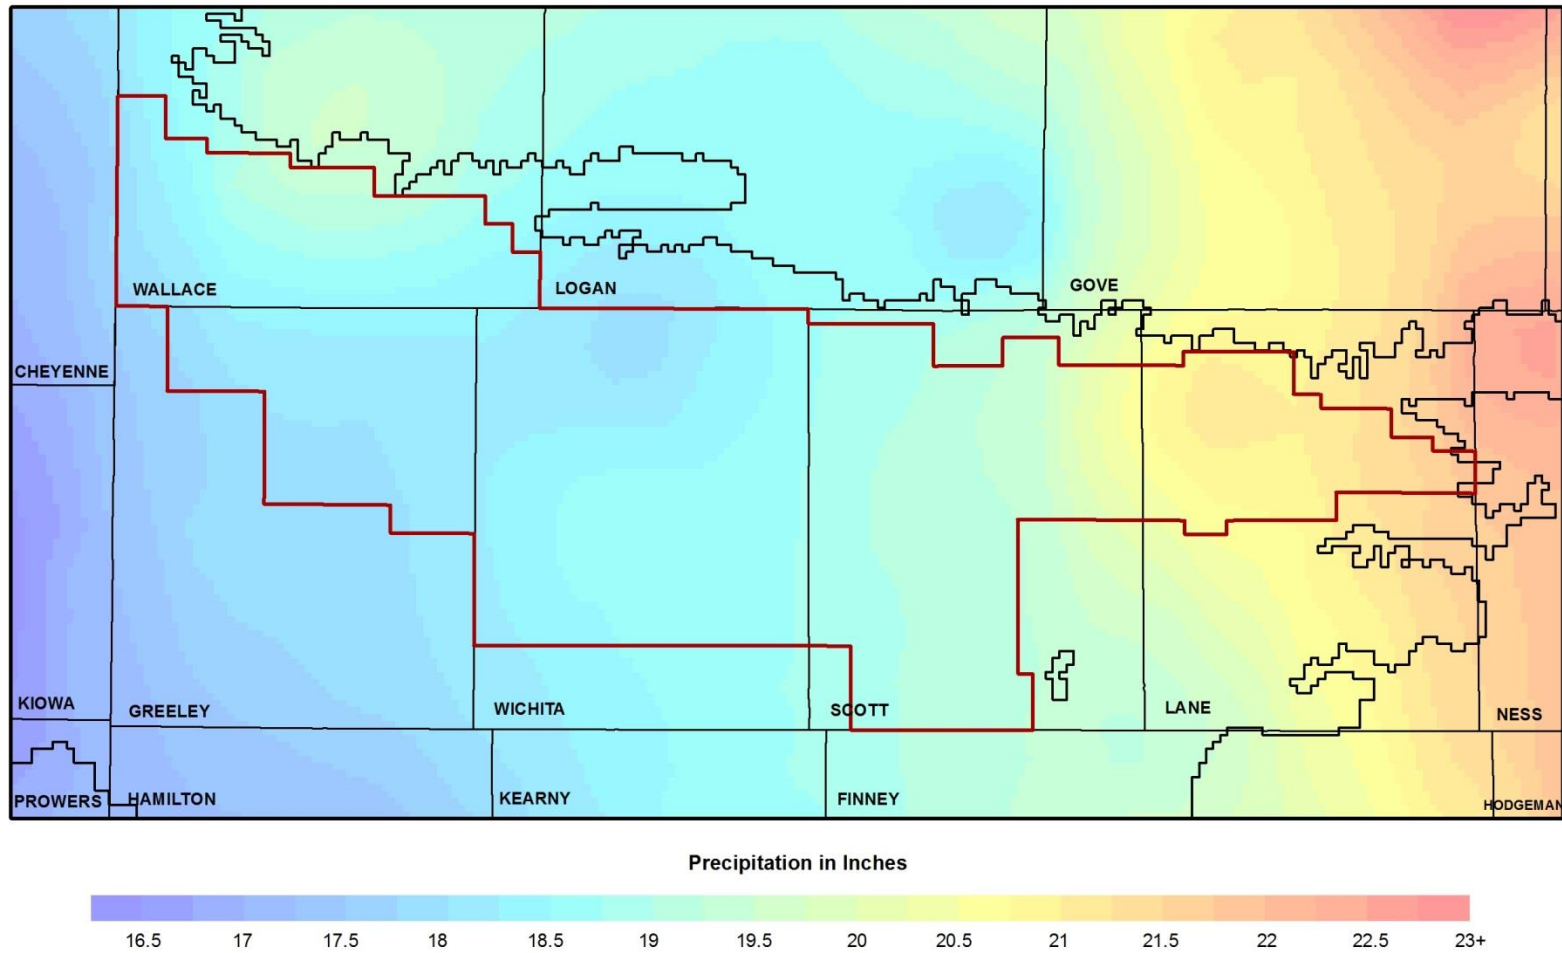 WALLACE
LOGAN
GOVE
CHEYENNE
KIOWA
GREELEY
WICHITA
SCOTT
LANE
NESS
PROWERS
HAMILTON
KEARNY
FINNEY
HODGEMAN
Precipitation in Inches
16.5 17 17.5 18 18.5 19 19.5 20 20.5 21 21.5 22 22.5 23+